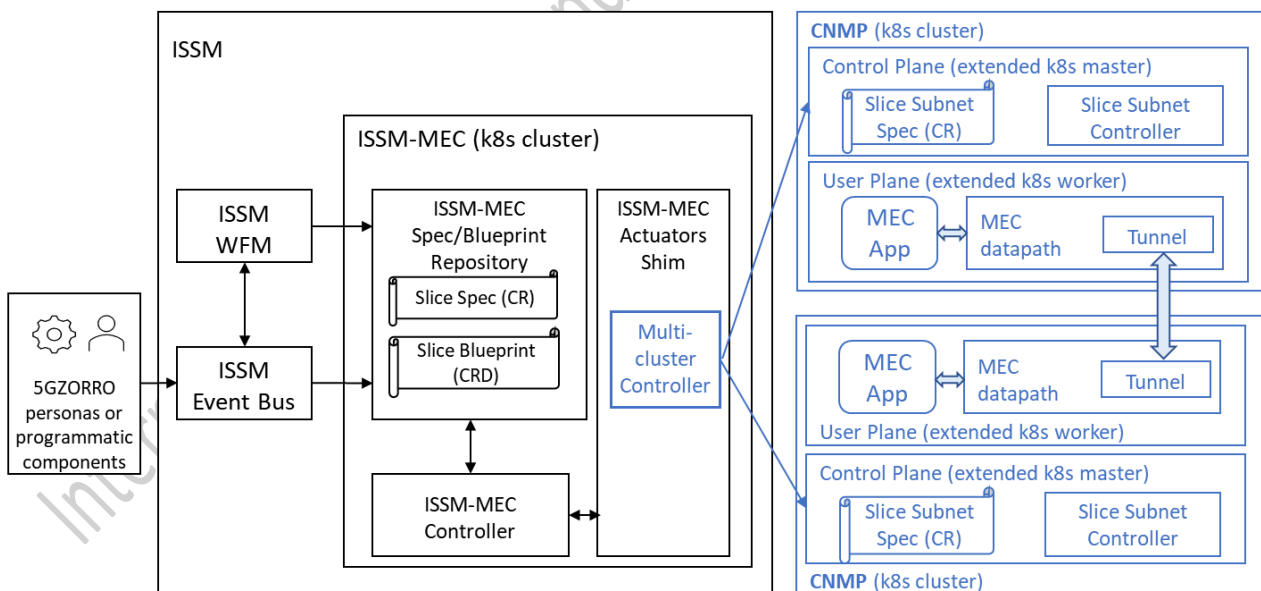 ISSM
ISSM
WFM
ISSM
Event Bus
5GZORRO
personas or
programmatic
components
ISSM-MEC (k8s cluster)
ISSM-MEC
Spec/Blueprint
Repository
Slice Spec (CR)
Slice Blueprint
(CRD)
ISSM-MEC
Controller
ISSM-MEC
Actuators
Shim
Multi-
cluster
Controller
CNMP (k8s cluster)
Control Plane (extended k8s master)
Slice Subnet
Spec (CR)
Slice Subnet
Controller
User Plane (extended k8s worker)
MEC
App
MEC
datapath
Tunnel
MEC
App
MEC
datapath
Tunnel
User Plane (extended k8s worker)
Control Plane (extended k8s master)
Slice Subnet
Spec (CR)
Slice Subnet
Controller
CNMP (k8s cluster)